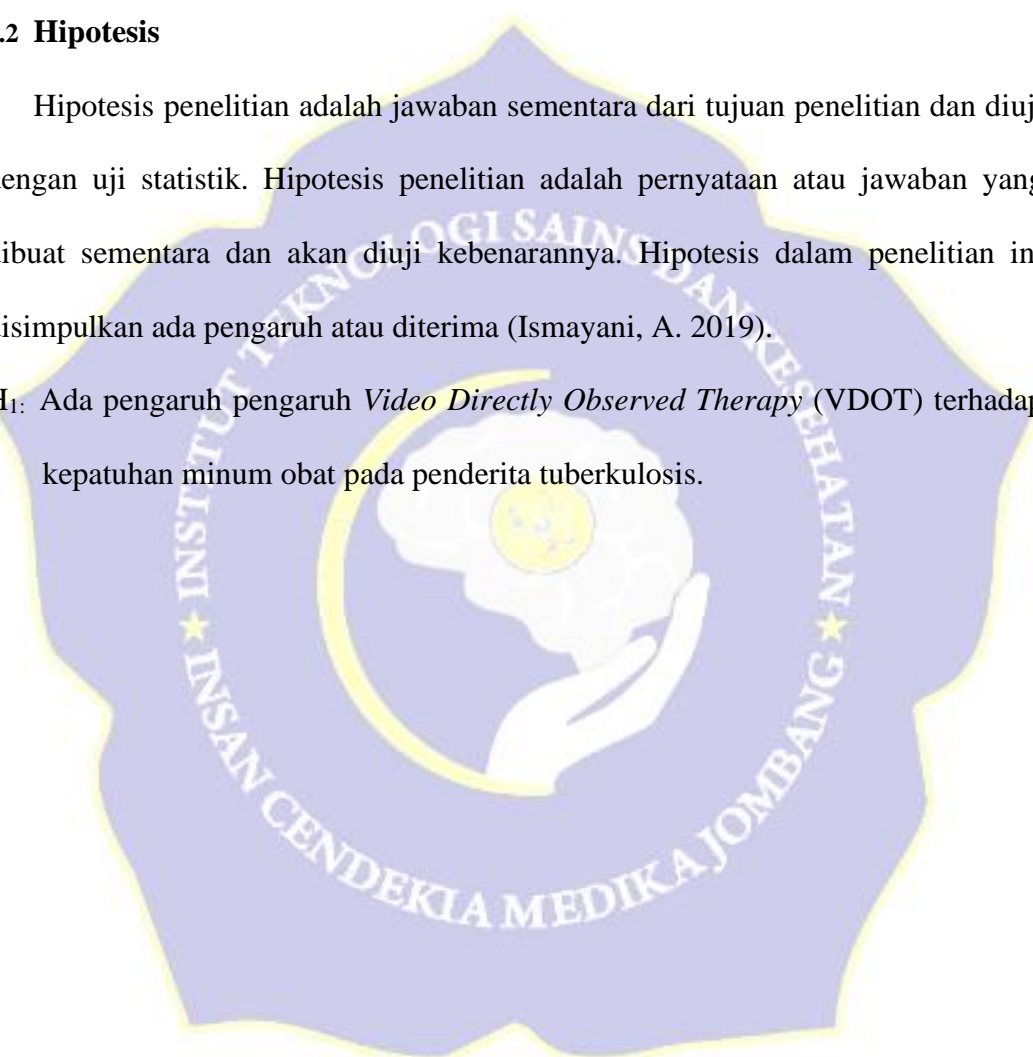 .2 Hipotesis
Hipotesis penelitian adalah jawaban sementara dari tujuan penelitian dan diuj
dengan uji statistik. Hipotesis penelitian adalah pernyataan atau jawaban yang
dibuat sementara dan akan diuji kebenarannya. Hipotesis dalam penelitian in
disimpulkan ada pengaruh atau diterima (Ismayani, A. 2019).
H1: Ada pengaruh pengaruh Video Directly Observed Therapy (VDOT) terhadap
kepatuhan minum obat pada penderita tuberkulosis.
INSTITUT TEKNOLOGI SAINS DAN KESEHATAN
INSAN CENDEKIA MEDIKA JOMBANG